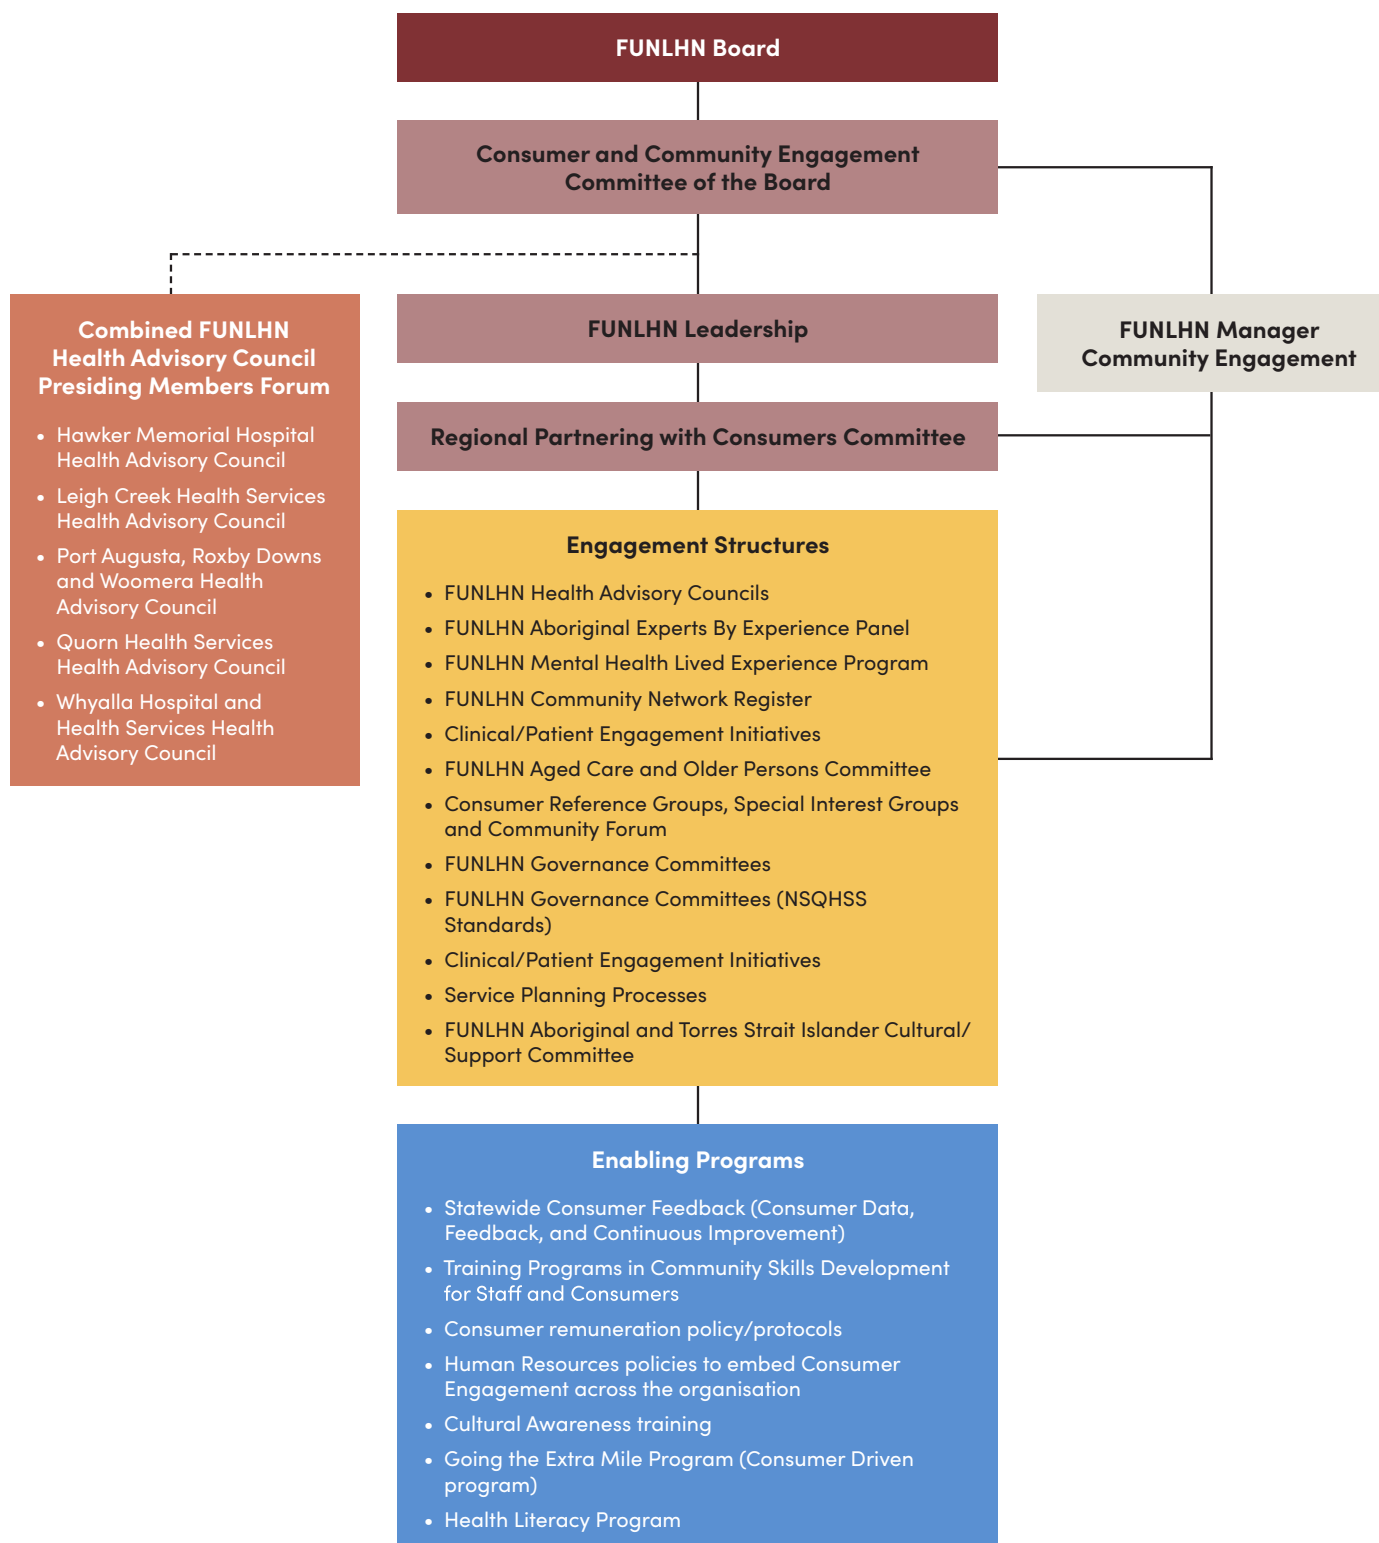 FUNLHN Board
Consumer and Community Engagement
Committee of the Board
Combined FUNLHN
Health Advisory Council
Presiding Members Forum
• Hawker Memorial Hospital
Health Advisory Council
• Leigh Creek Health Services
Health Advisory Council
• Port Augusta, Roxby Downs
and Woomera Health
Advisory Council
• Quorn Health Services
Health Advisory Council
• Whyalla Hospital and
Health Services Health
Advisory Council
FUNLHN Leadership
FUNLHN Manager
Community Engagement
Regional Partnering with Consumers Committee
Engagement Structures
• FUNLHN Health Advisory Councils
• FUNLHN Aboriginal Experts By Experience Panel
• FUNLHN Mental Health Lived Experience Program
• FUNLHN Community Network Register
• Clinical/Patient Engagement Initiatives
• FUNLHN Aged Care and Older Persons Committee
• Consumer Reference Groups, Special Interest Groups
and Community Forum
• FUNLHN Governance Committees
• FUNLHN Governance Committees (NSQHSS
Standards)
• Clinical/Patient Engagement Initiatives
• Service Planning Processes
• FUNLHN Aboriginal and Torres Strait Islander Cultural/
Support Committee
Enabling Programs
• Statewide Consumer Feedback (Consumer Data,
Feedback, and Continuous Improvement)
• Training Programs in Community Skills Development
for Staff and Consumers
• Consumer remuneration policy/protocols
• Human Resources policies to embed Consumer
Engagement across the organisation
• Cultural Awareness training
• Going the Extra Mile Program (Consumer Driven
program)
• Health Literacy Program